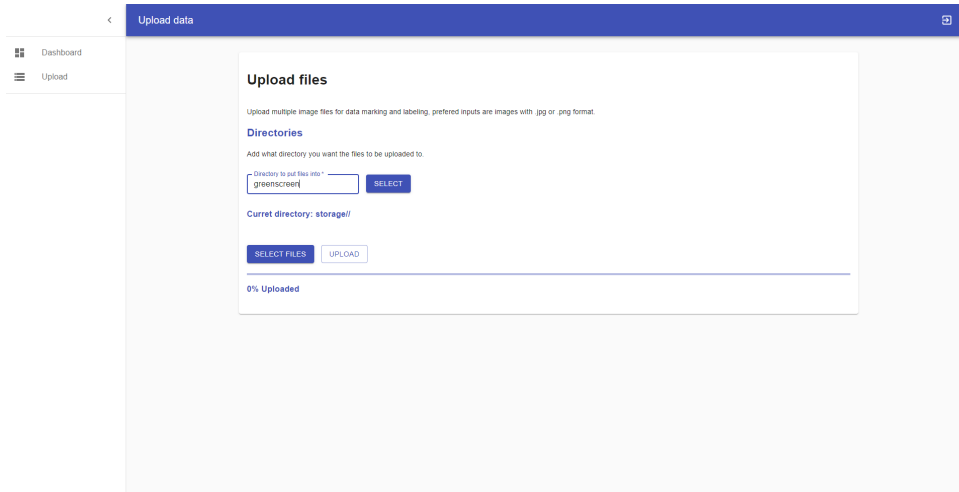 Upload data
Dashboard
Upload
Upload files
Upload multiple image files for data marking and labeling, prefered inputs are images with .jpg or .png format.
Directories
Add what directory you want the files to be uploaded to.
Directory to put files into *
greenscreen
SELECT
Curret directory: storage//
SELECT FILES
UPLOAD
0% Uploaded